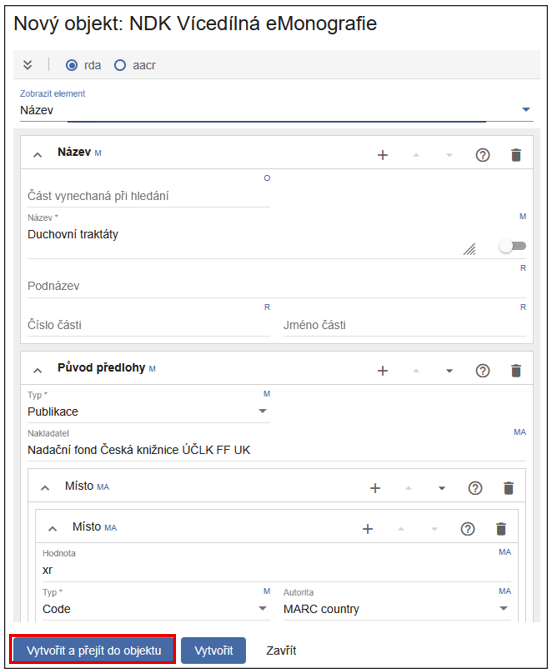 Nový objekt: NDK Vícedílná eMonografie
rda aacr
Zobrazit element
Název
Název M
O
Část vynechaná při hledání
Název * M
Duchovní traktáty
R
Podnázev
R R
Číslo části Jméno části
Původ předlohy M
Typ * M
Publikace
Nakladatel MA
Nadační fond Česká knižnice ÚČLK FF UK
Místo MA
Místo MA
Hodnota MA
xr
Typ * M Autorita MA
Code MARC country
Vytvořit a přejít do objektu Vytvořit Zavřít